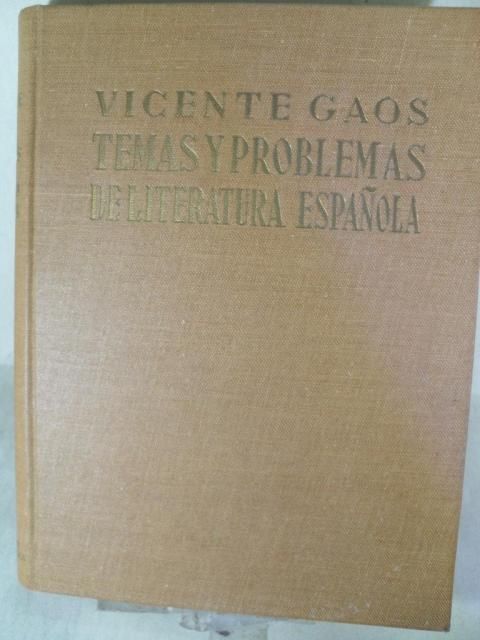 VICENTE GAOS
TEMAS Y PROBLEMAS
DE LITERATURA ESPAÑOLA